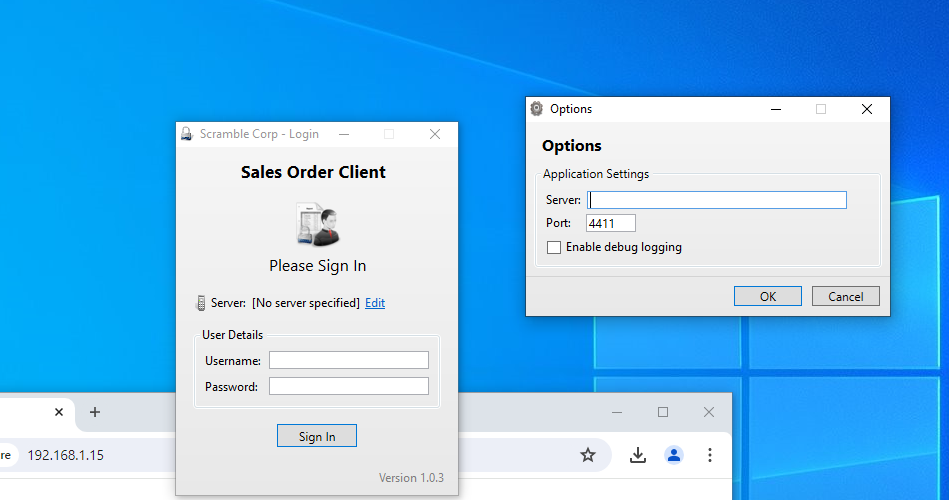 Scramble Corp - Login
Sales Order Client
Please Sign In
Server: [No server specified] Edit
User Details
Username:
Password:
Sign In
Version 1.0.3
Options
Options
Application Settings
Server:
Port: 4411
Enable debug logging
OK Cancel
re 192.168.1.15